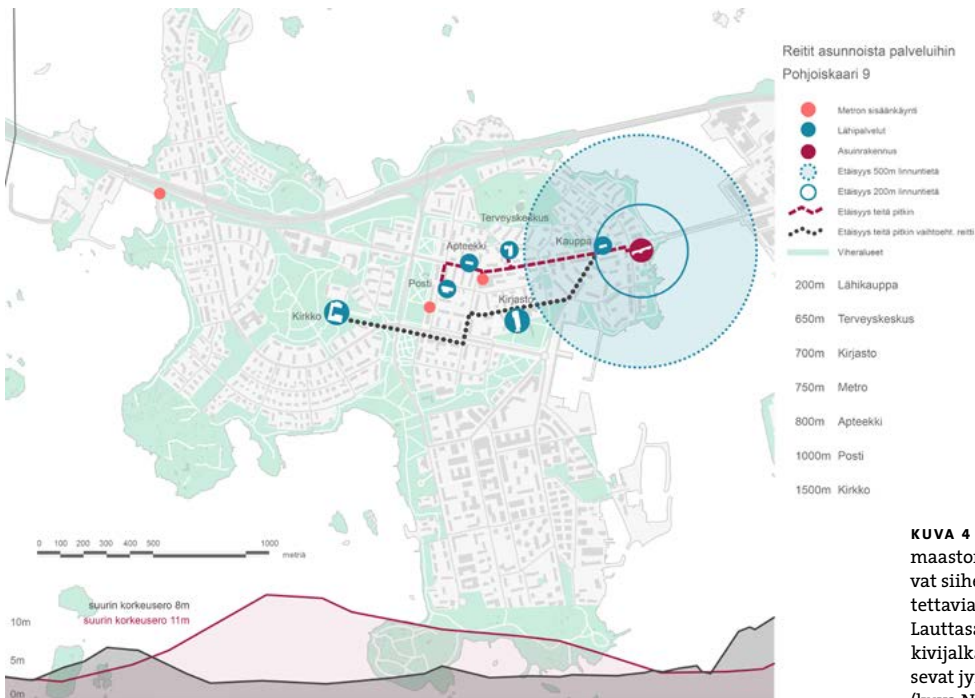 Reitit asunnoista palveluihin
Pohjoiskaari 9
Metron sisäänkäynti
Lähipalvelut
Asuinrakennus
Etäisyys 500m linnuntietä
Etäisyys 200m linnuntietä
Etäisyys teitä pitkin
Etäisyys teitä pitkin vaihtoeht. reitti
Viheralueet
200m Lähikauppa
650m Terveyskeskus
700m Kirjasto
750m Metro
800m Apteekki
1000m Posti
1500m Kirkko
Terveyskeskus
Kauppa
Apteekki
Posti
Kirjasto
Kirkko
0 100 200 300 400 500 1000
metriä
suurin korkeusero 8m
suurin korkeusero 11m
10m
5m
0m
KUVA 4
maasto
vat siihe
tettavia
Lauttasa
kivijalka
sevat jy